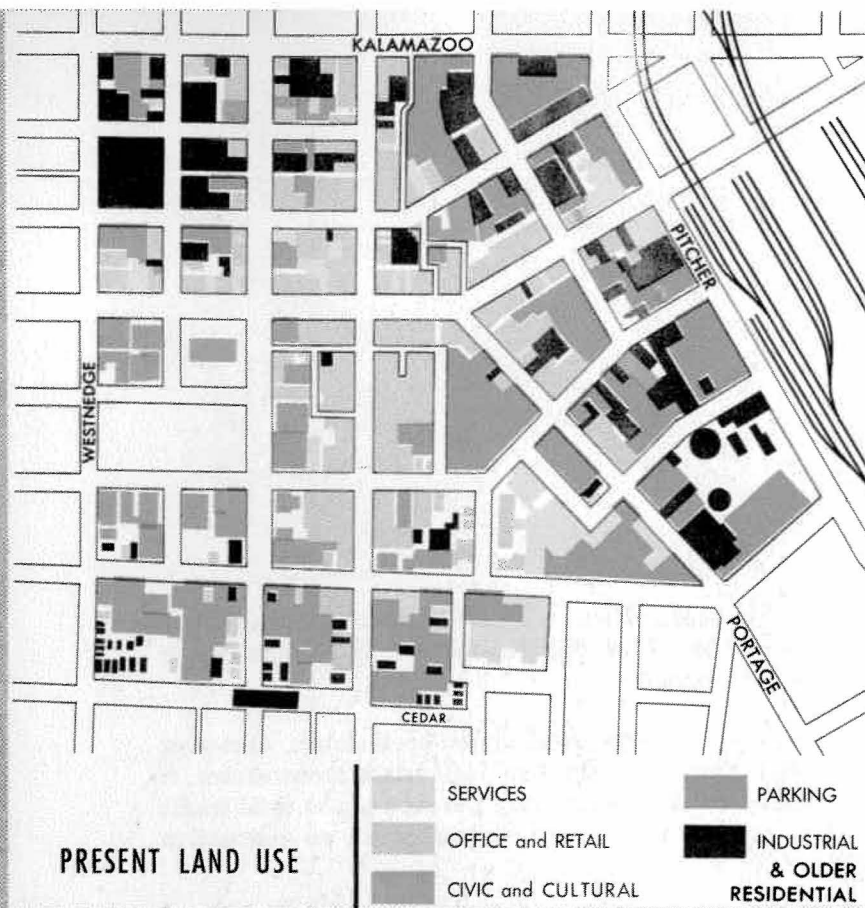 KALAMAZOO
PITCHER
WESTNEDGE
PORTAGE
CEDAR
PRESENT LAND USE
SERVICES
OFFICE and RETAIL
CIVIC and CULTURAL
PARKING
INDUSTRIAL
& OLDER
RESIDENTIAL